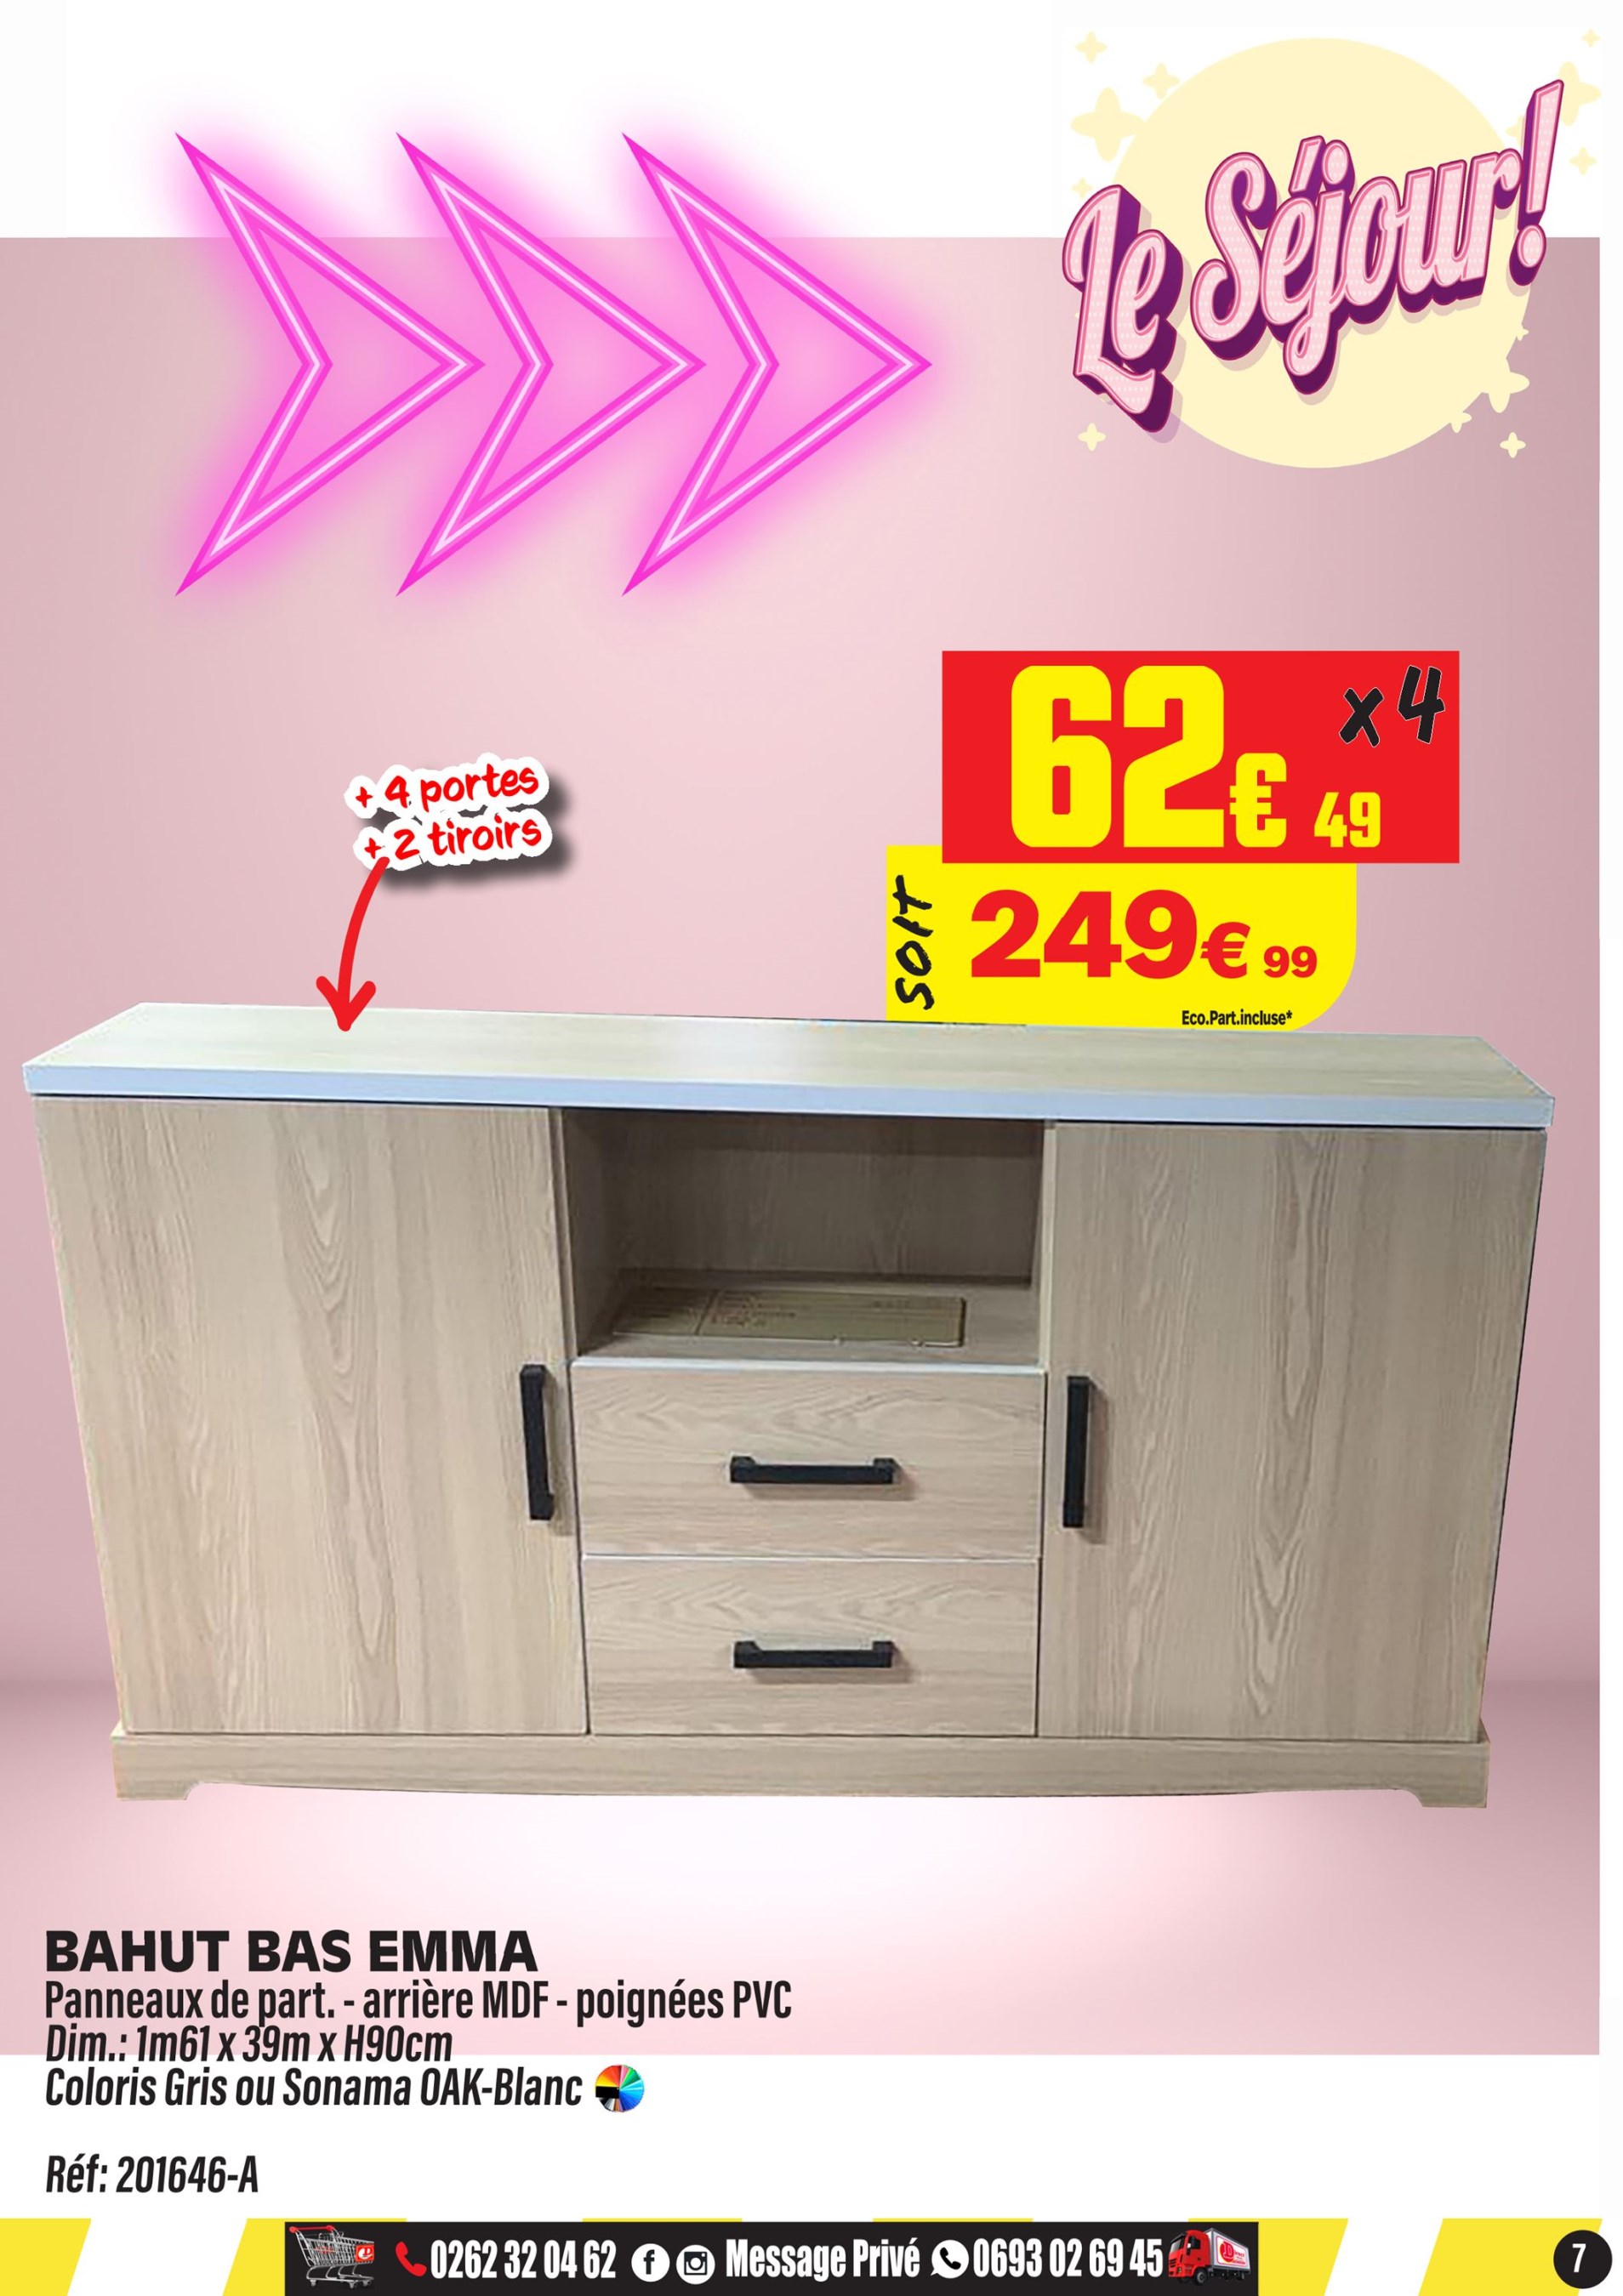 Le Séjour!
62€ 49 x4
+ 4 portes
+ 2 tiroirs
SOIT 249€ 99
Eco.Part.incluse*
BAHUT BAS EMMA
Panneaux de part. - arrière MDF - poignées PVC
Dim.: 1m61 x 39m x H90cm
Coloris Gris ou Sonama OAK-Blanc
Réf: 201646-A
0262 32 04 62 Message Privé 0693 02 69 45
7